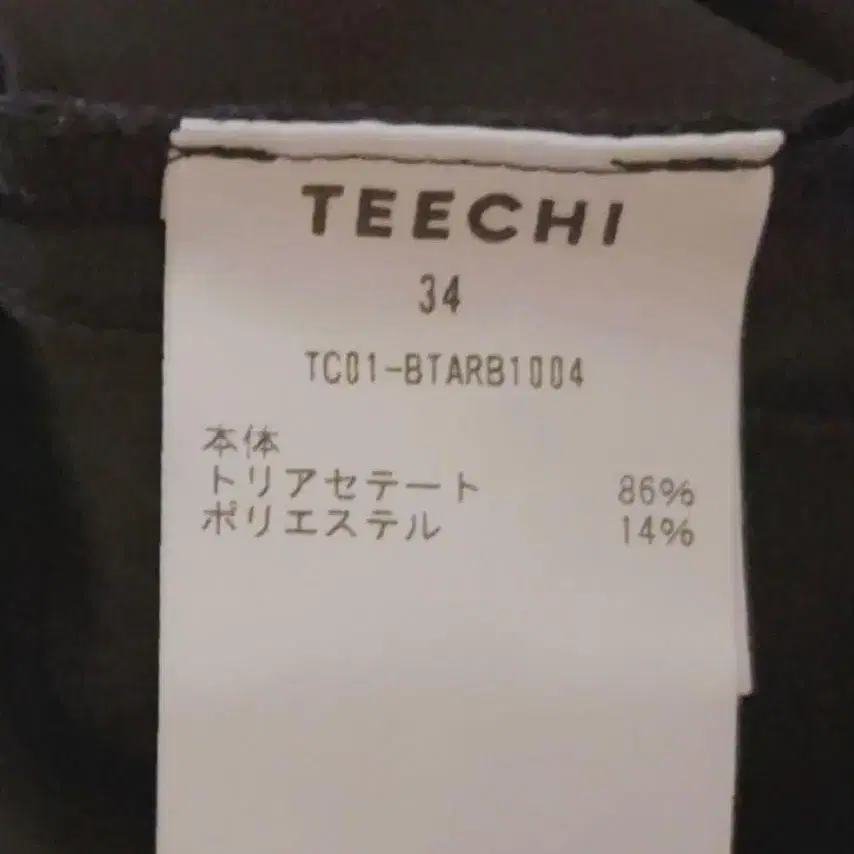 TEECHI
34
TC01-BTARB1004
本体
トリアセテート 86%
ポリエステル 14%